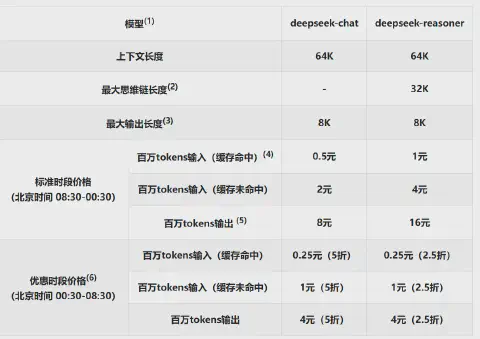 模型(1) deepseek-chat deepseek-reasoner
上下文长度 64K 64K
最大思维链长度(2) - 32K
最大输出长度(3) 8K 8K
标准时段价格
(北京时间 08:30-00:30)
百万tokens输入（缓存命中）(4) 0.5元 1元
百万tokens输入（缓存未命中） 2元 4元
百万tokens输出 (5) 8元 16元
优惠时段价格(6)
(北京时间 00:30-08:30)
百万tokens输入（缓存命中） 0.25元（5折） 0.25元（2.5折）
百万tokens输入（缓存未命中） 1元（5折） 1元（2.5折）
百万tokens输出 4元（5折） 4元（2.5折）